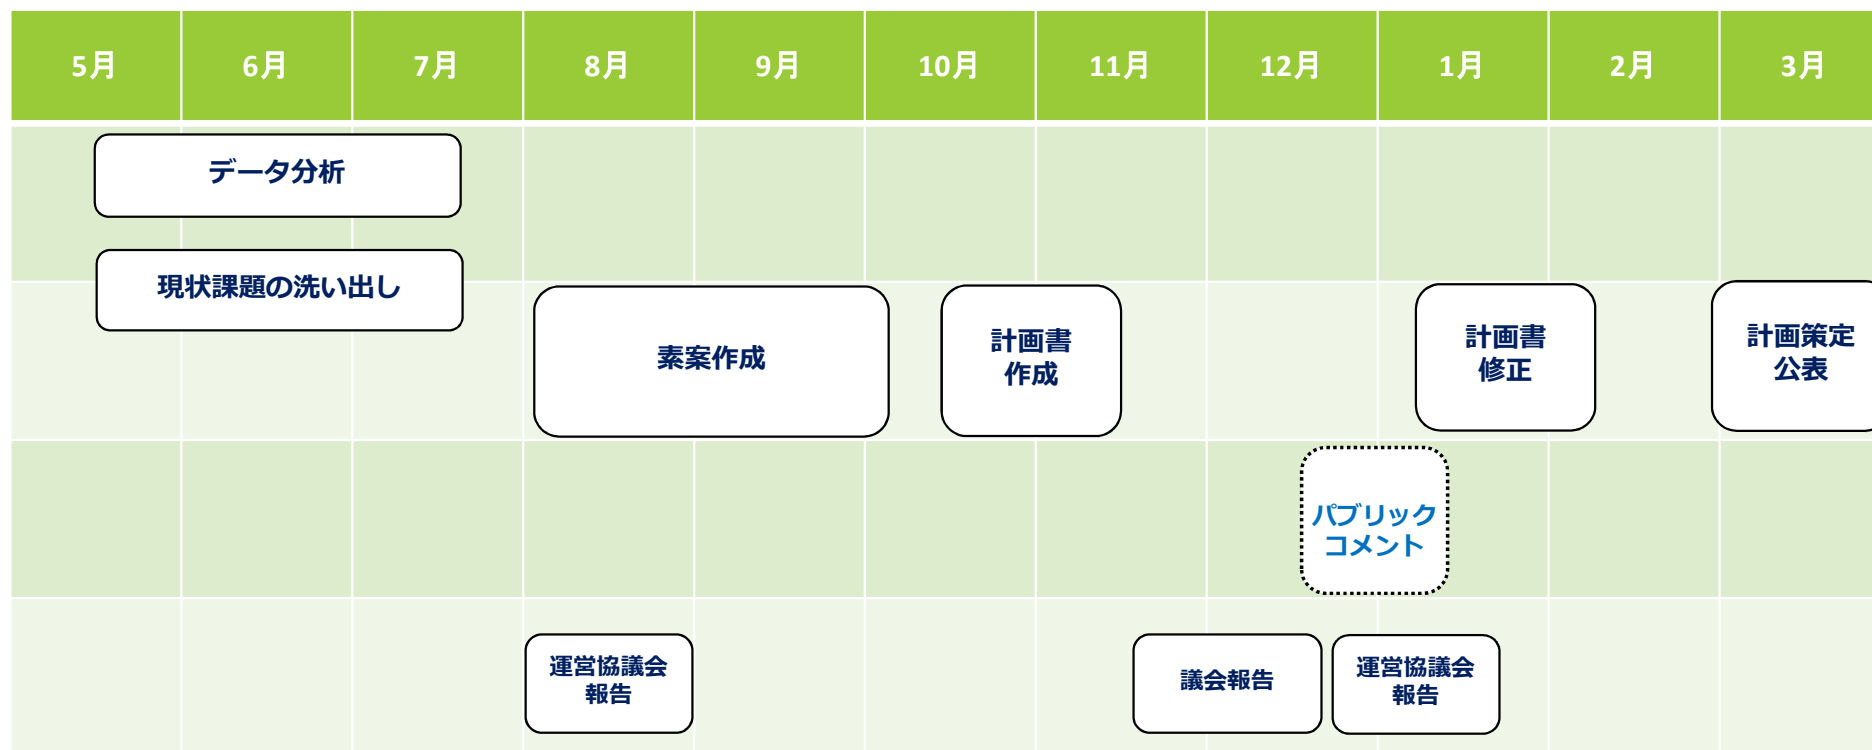 5月 6月 7月 8月 9月 10月 11月 12月 1月 2月 3月
データ分析
現状課題の洗い出し
素案作成
計画書
作成
計画書
修正
計画策定
公表
パブリック
コメント
運営協議会
報告
議会報告
運営協議会
報告